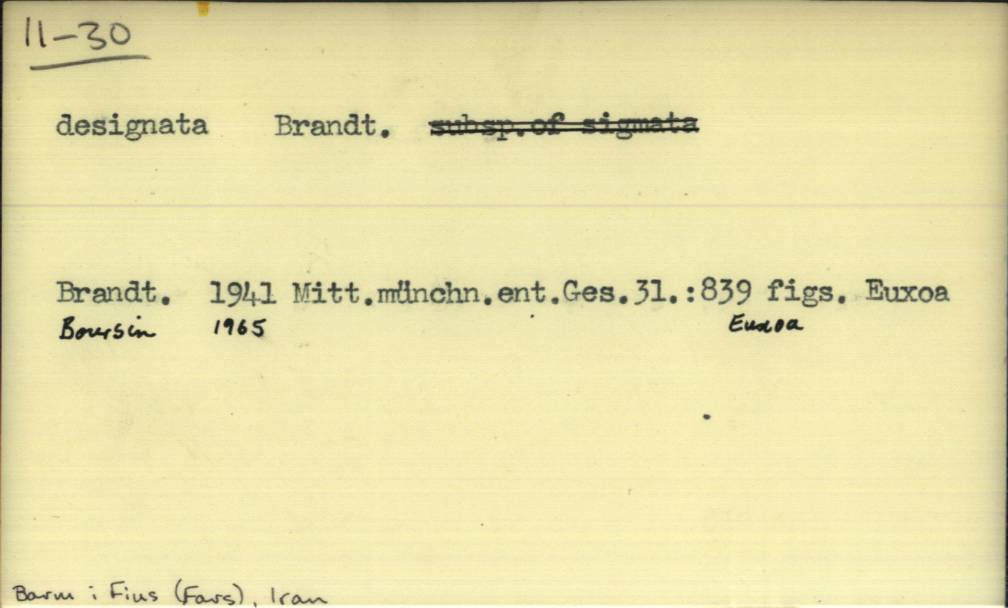 11-30
designata Brandt. subsp.of sigmata
Brandt. 1941 Mitt.münchn.ent.Ges.31.:839 figs. Euxoa
Boursin 1965 Euxoa
Barm i Fius (Fars), Iran